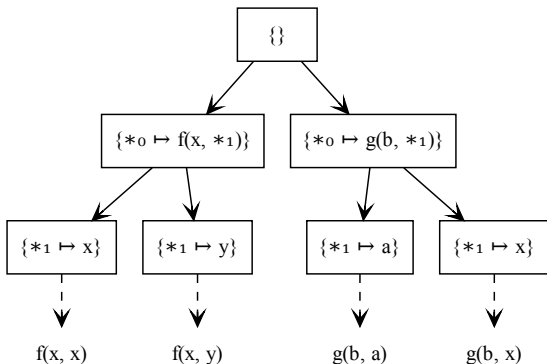 {}
{*₀ ↦ f(x, *₁)} {*₀ ↦ g(b, *₁)}
{*₁ ↦ x} {*₁ ↦ y} {*₁ ↦ a} {*₁ ↦ x}
f(x, x) f(x, y) g(b, a) g(b, x)